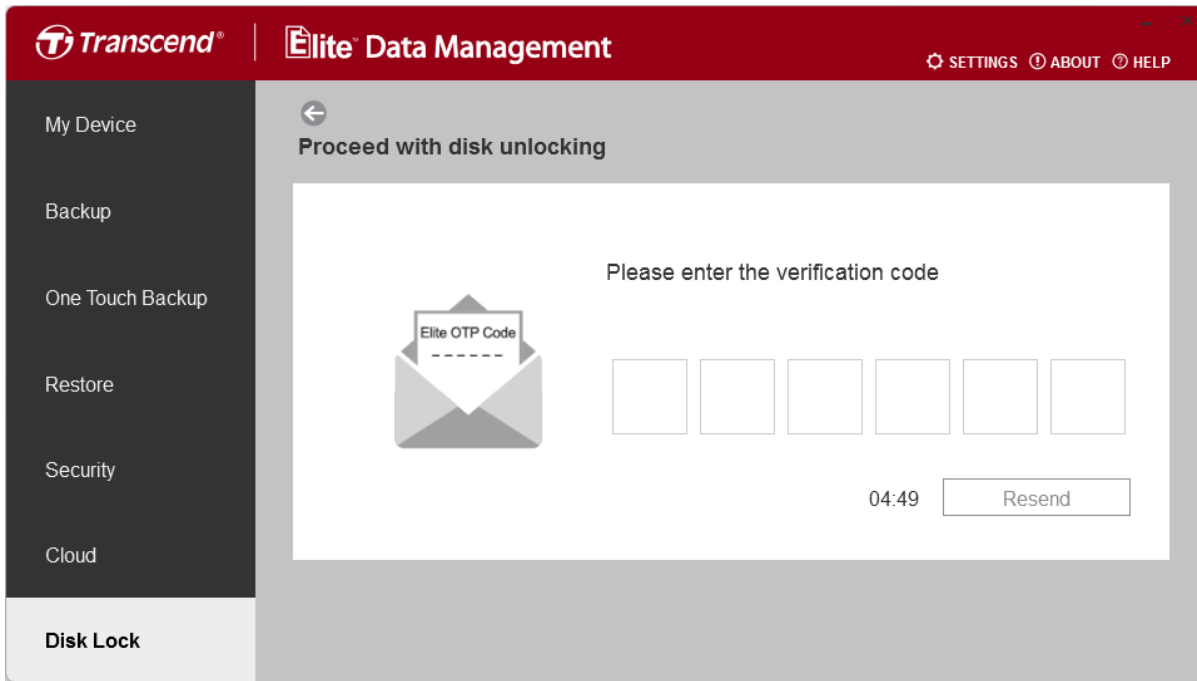 Transcend®
Elite™ Data Management
SETTINGS ABOUT HELP
My Device
Backup
One Touch Backup
Restore
Security
Cloud
Disk Lock
Proceed with disk unlocking
Elite OTP Code
------
Please enter the verification code
04:49 Resend